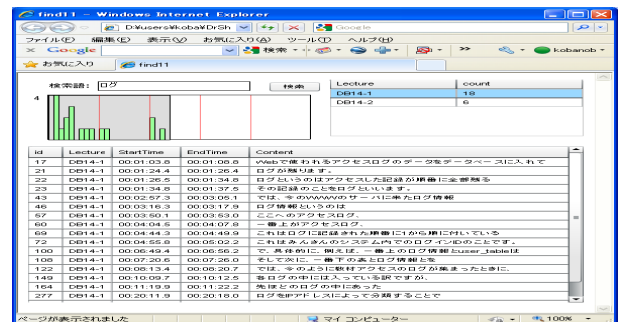 find11 - Windows Internet Explorer
D:¥users¥koba¥DrSh
Google
ファイル(F) 編集(E) 表示(V) お気に入り(A) ツール(T) ヘルプ(H)
Google 検索 kobanob
お気に入り find11
検索語: ログ 検索
4
Lecture count
DB14-1 18
DB14-2 6
id Lecture StartTime EndTime Content
17 DB14-1 00:01:03.8 00:01:08.8 Webで使われるアクセスログのデータをデータベースに入れて
21 DB14-1 00:01:24.4 00:01:26.4 ログが残ります。
22 DB14-1 00:01:26.5 00:01:34.8 ログというのはアクセスした記録が順番に全部残る
23 DB14-1 00:01:34.8 00:01:37.5 その記録のことをログといいます。
43 DB14-1 00:02:57.3 00:03:05.1 では、今のWWWのサーバに来たログ情報
46 DB14-1 00:03:16.3 00:03:17.9 ログ情報というのは
57 DB14-1 00:03:50.1 00:03:53.0 ここへのアクセスログ、
60 DB14-1 00:04:04.5 00:04:07.8 一番上がアクセスログ、
69 DB14-1 00:04:44.3 00:04:49.9 これはログに記録された順番に1から順に付いている
72 DB14-1 00:04:55.8 00:05:02.2 これはみんさんのシステム内でのログインIDのことです。
100 DB14-1 00:06:49.4 00:06:56.2 で、具体的に、例えば、一番上のログ情報とuser_tableは
108 DB14-1 00:07:20.6 00:07:26.0 そして次に、一番下の表とログ情報とを
122 DB14-1 00:08:13.4 00:08:20.7 では、今のように教材アクセスのログが集まったときに、
149 DB14-1 00:10:09.7 00:10:12.5 各ログの中には入っている訳ですが、
164 DB14-1 00:11:19.9 00:11:22.2 先ほどのログの中にあった
277 DB14-1 00:20:11.9 00:20:18.0 ログをIPアドレスによって分類することで
ページが表示されました マイ コンピューター 100%